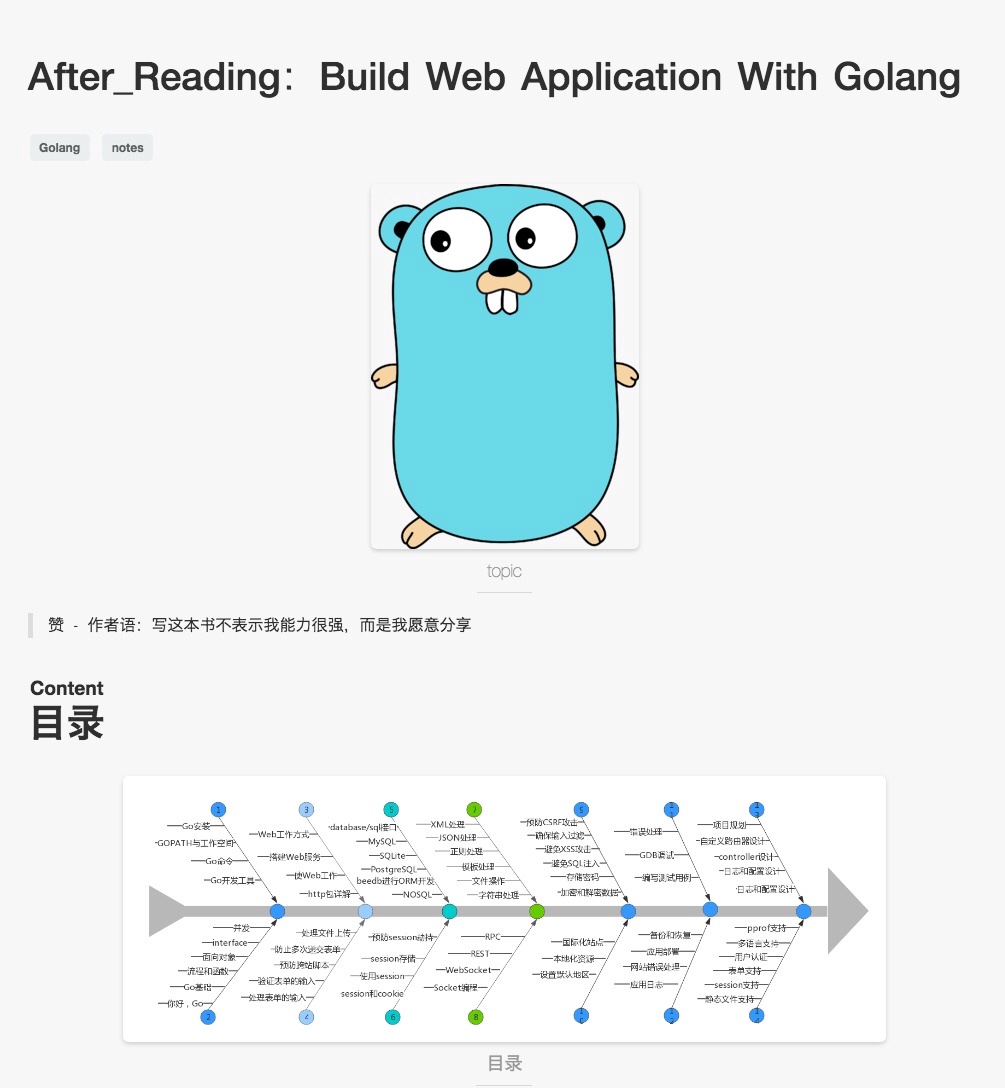 After_Reading：Build Web Application With Golang
Golang
notes
topic
赞 - 作者语：写这本书不表示我能力很强，而是我愿意分享
Content
目录
1
Go安装
GOPATH与工作空间
Go命令
Go开发工具
3
Web工作方式
搭建Web服务
使Web工作
http包详解
5
database/sql接口
MySQL
SQLite
PostgreSQL
beedb进行ORM开发
NOSQL
7
XML处理
JSON处理
正则处理
模板处理
文件操作
字符串处理
预防CSRF攻击
确保输入过滤
避免XSS攻击
避免SQL注入
存储密码
加密和解密数据
错误处理
GDB调试
编写测试用例
项目规划
自定义路由器设计
controller设计
日志和配置设计
日志和配置设计
并发
interface
面向对象
流程和函数
Go基础
你好，Go
2
处理文件上传
防止多次递交表单
预防跨站脚本
验证表单的输入
处理表单的输入
4
预防session劫持
session存储
使用session
session和cookie
6
RPC
REST
WebSocket
Socket编程
8
国际化站点
本地化资源
设置默认地区
备份和恢复
应用部署
网站错误处理
应用日志
pprof支持
多语言支持
用户认证
表单支持
session支持
静态文件支持
目录